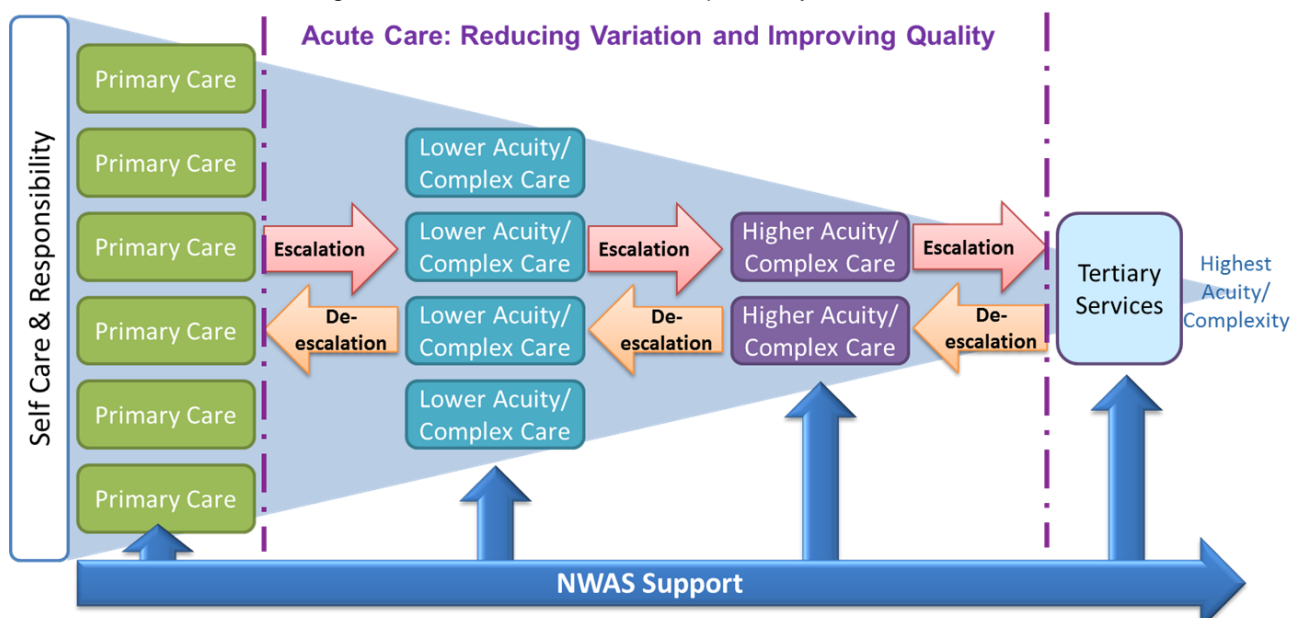 Acute Care: Reducing Variation and Improving Quality
Self Care & Responsibility
Primary Care
Primary Care
Primary Care
Primary Care
Primary Care
Primary Care
Lower Acuity/
Complex Care
Lower Acuity/
Complex Care
Lower Acuity/
Complex Care
Lower Acuity/
Complex Care
Escalation
Escalation
Escalation
De-
escalation
De-
escalation
De-
escalation
Higher Acuity/
Complex Care
Higher Acuity/
Complex Care
Tertiary
Services
Highest
Acuity/
Complexity
NWAS Support